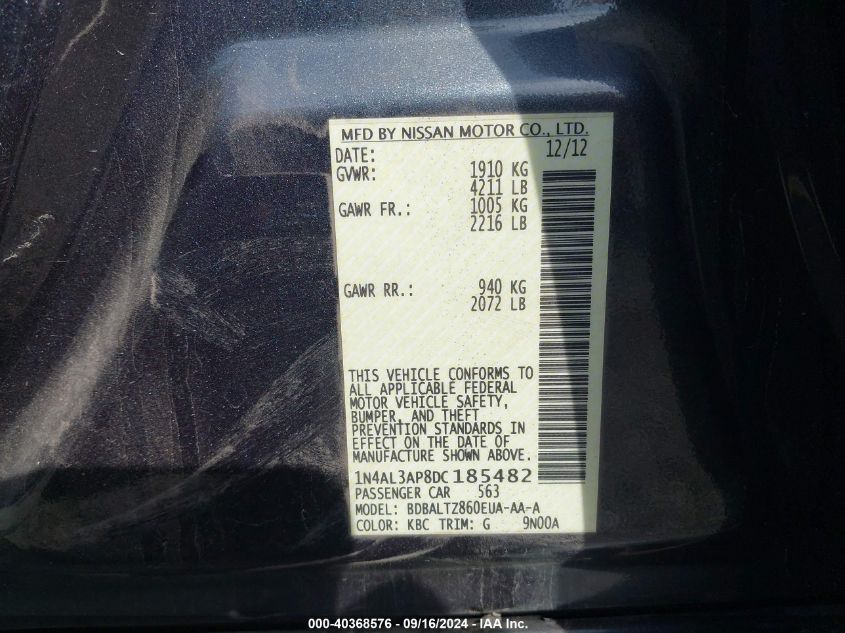 MFD BY NISSAN MOTOR CO., LTD.
DATE: 12/12
GVWR: 1910 KG
4211 LB
GAWR FR.: 1005 KG
2216 LB
GAWR RR.: 940 KG
2072 LB
THIS VEHICLE CONFORMS TO
ALL APPLICABLE FEDERAL
MOTOR VEHICLE SAFETY,
BUMPER, AND THEFT
PREVENTION STANDARDS IN
EFFECT ON THE DATE OF
MANUFACTURE SHOWN ABOVE.
1N4AL3AP8DC185482
PASSENGER CAR 563
MODEL: BDBALTZ860EUA-AA-A
COLOR: KBC TRIM: G 9N00A
000-40368576 - 09/16/2024 - IAA Inc.